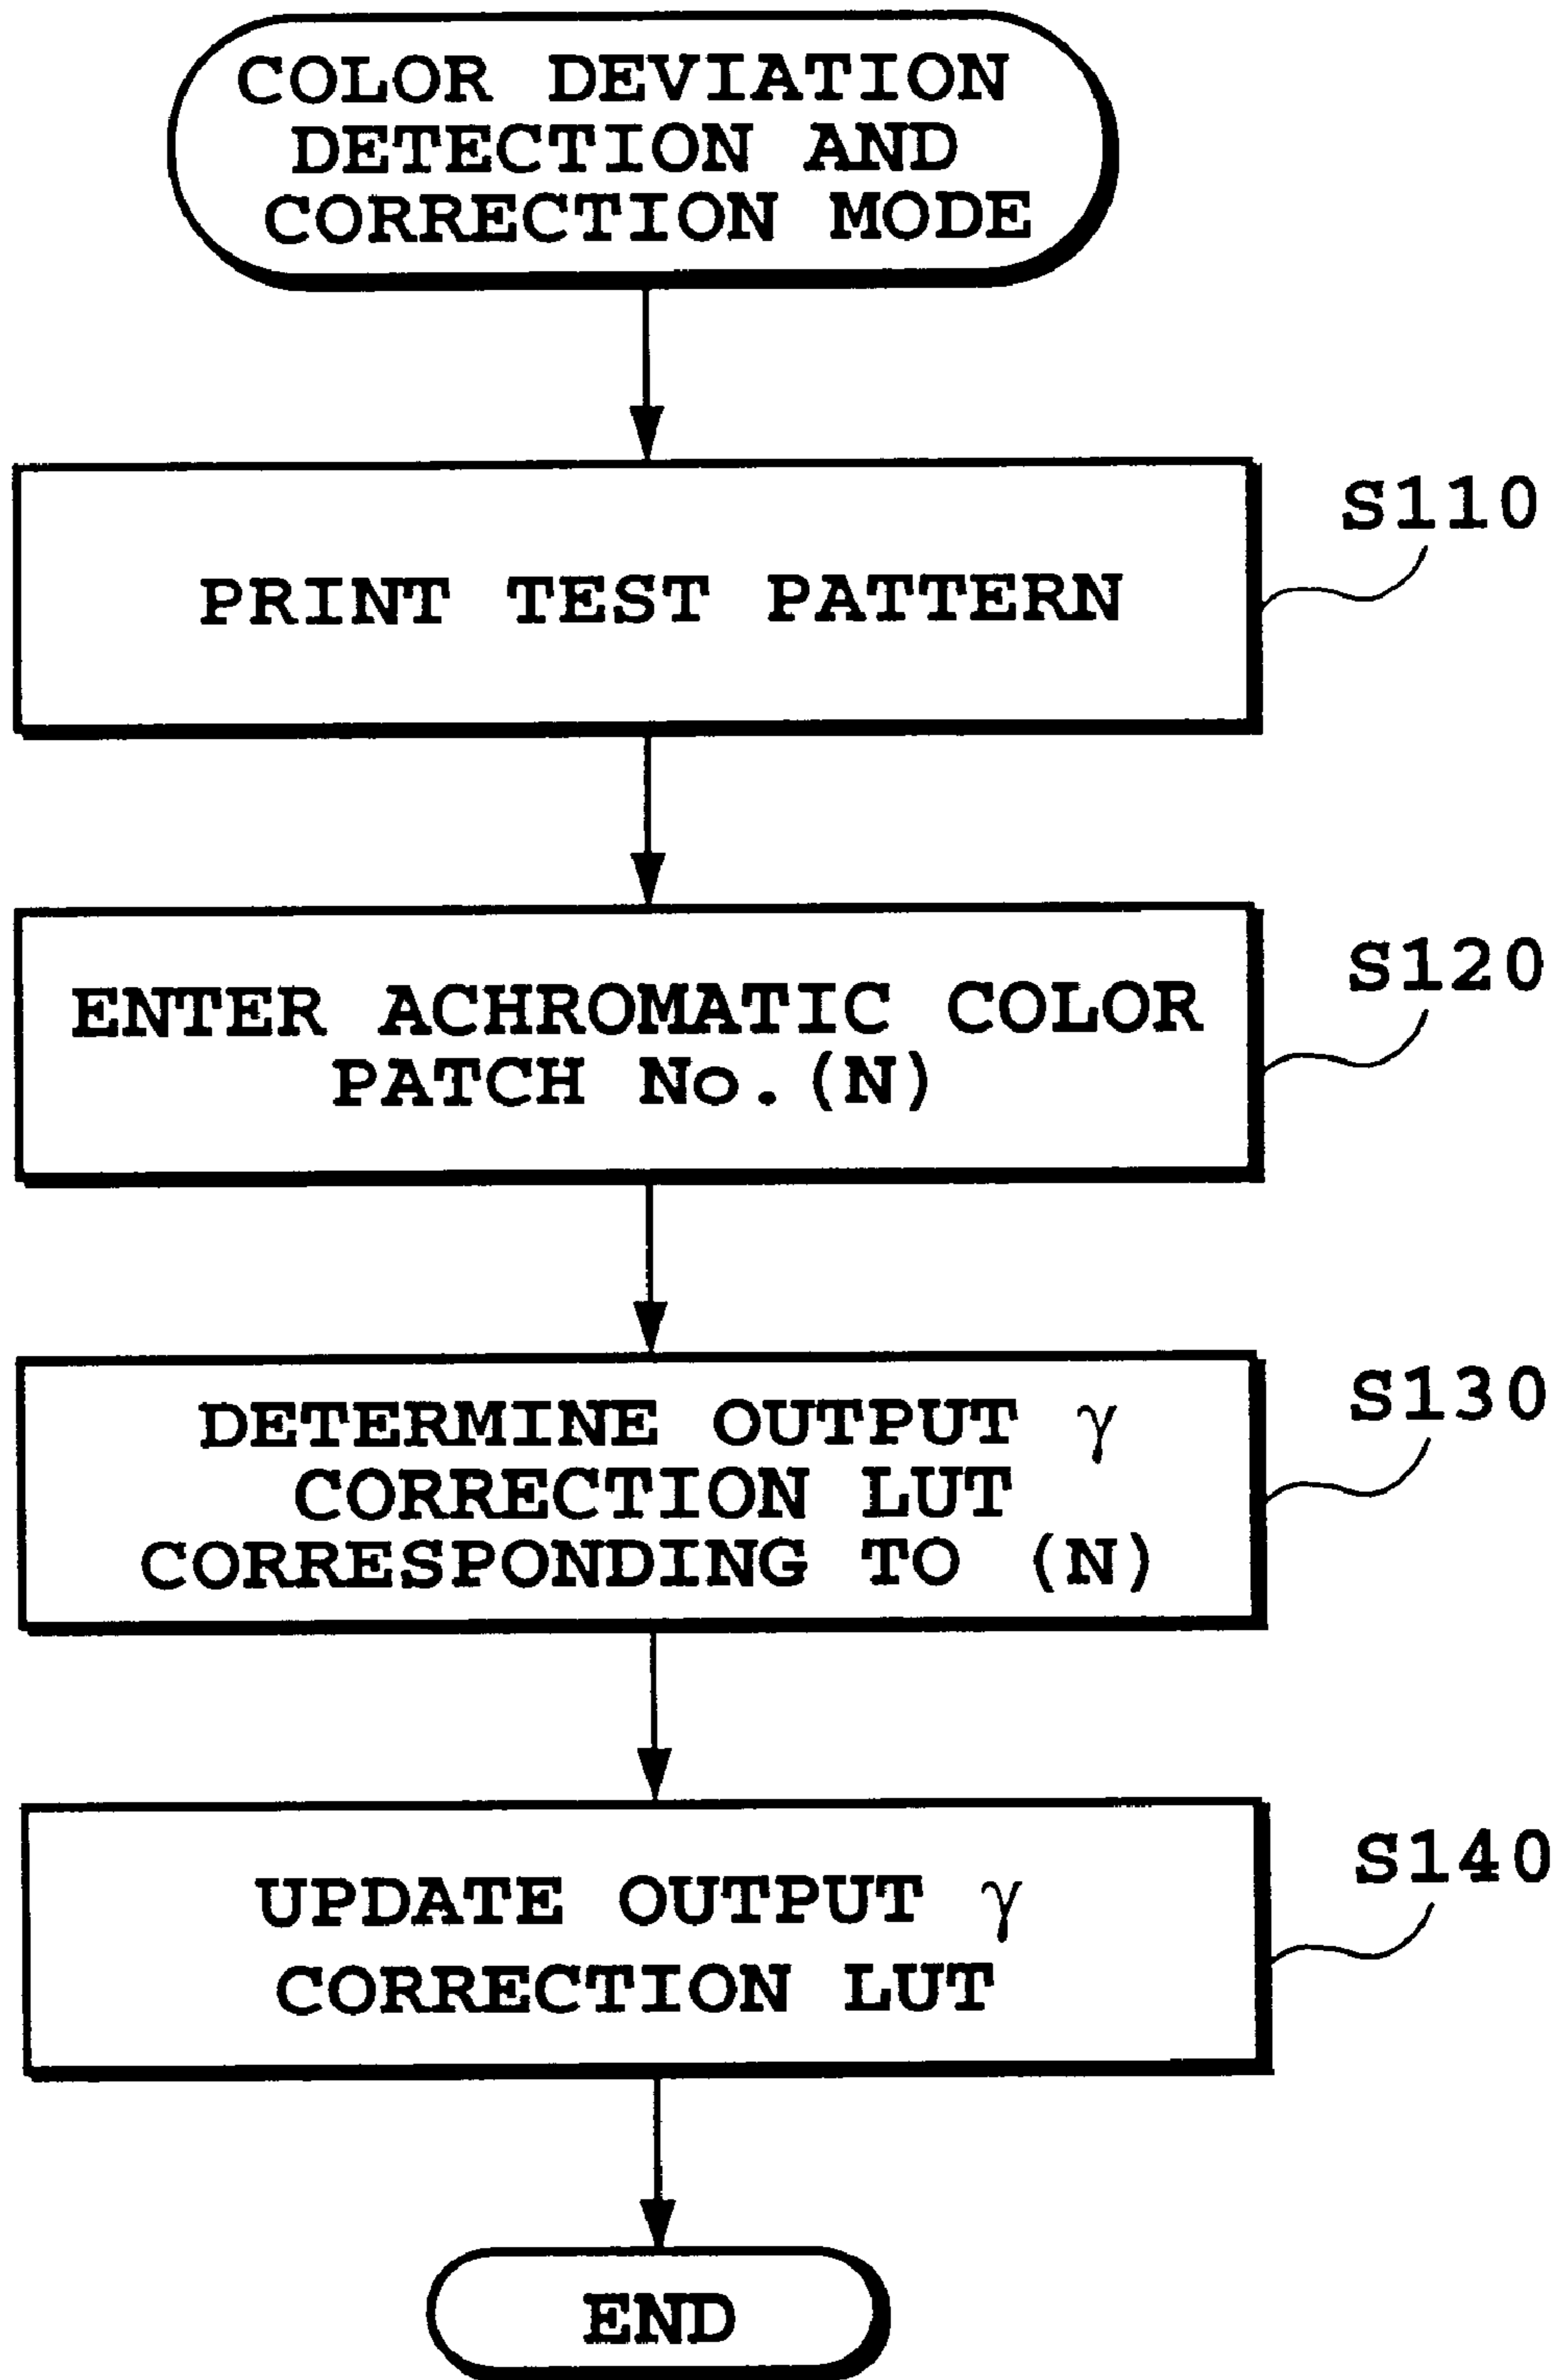 COLOR DEVIATION
DETECTION AND
CORRECTION MODE
S110
PRINT TEST PATTERN
S120
ENTER ACHROMATIC COLOR
PATCH No.(N)
S130
DETERMINE OUTPUT γ
CORRECTION LUT
CORRESPONDING TO (N)
S140
UPDATE OUTPUT γ
CORRECTION LUT
END